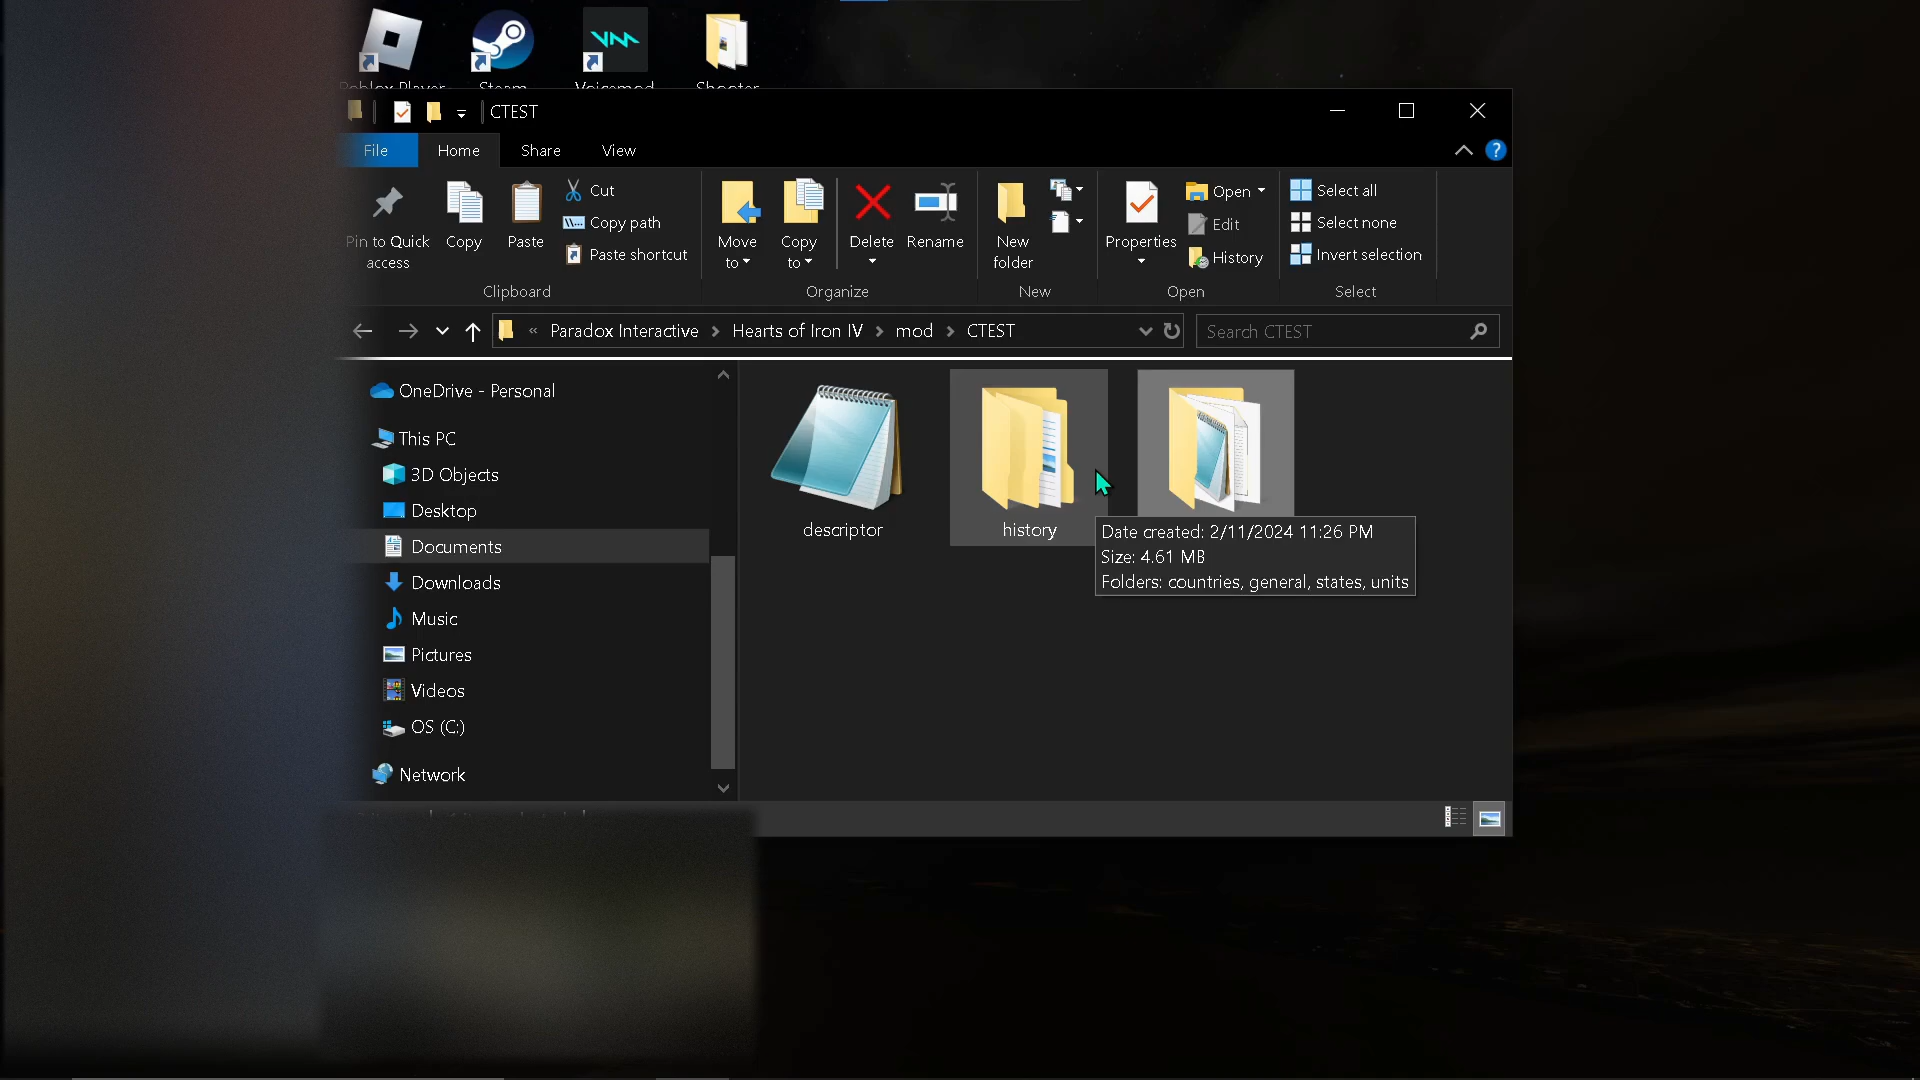 Roblox Player
Steam
Voicemod
Shooter
CTEST
File
Home
Share
View
Pin to Quick
access
Copy
Paste
Cut
Copy path
Paste shortcut
Clipboard
Move
to
Copy
to
Delete
Rename
Organize
New
folder
New
Properties
Open
Edit
History
Open
Select all
Select none
Invert selection
Select
« Paradox Interactive > Hearts of Iron IV > mod > CTEST
Search CTEST
OneDrive - Personal
This PC
3D Objects
Desktop
Documents
Downloads
Music
Pictures
Videos
OS (C:)
Network
descriptor
history
Date created: 2/11/2024 11:26 PM
Size: 4.61 MB
Folders: countries, general, states, units